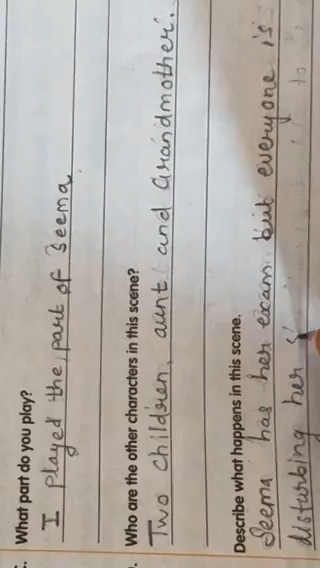 What part do you play?
I played the part of Seema.
Who are the other characters in this scene?
Two children, aunt and Grandmother.
Describe what happens in this scene.
Seema has her exam but everyone is
disturbing her